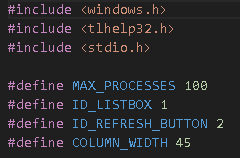 #include <windows.h>
#include <tlhelp32.h>
#include <stdio.h>
#define MAX_PROCESSES 100
#define ID_LISTBOX 1
#define ID_REFRESH_BUTTON 2
#define COLUMN_WIDTH 45